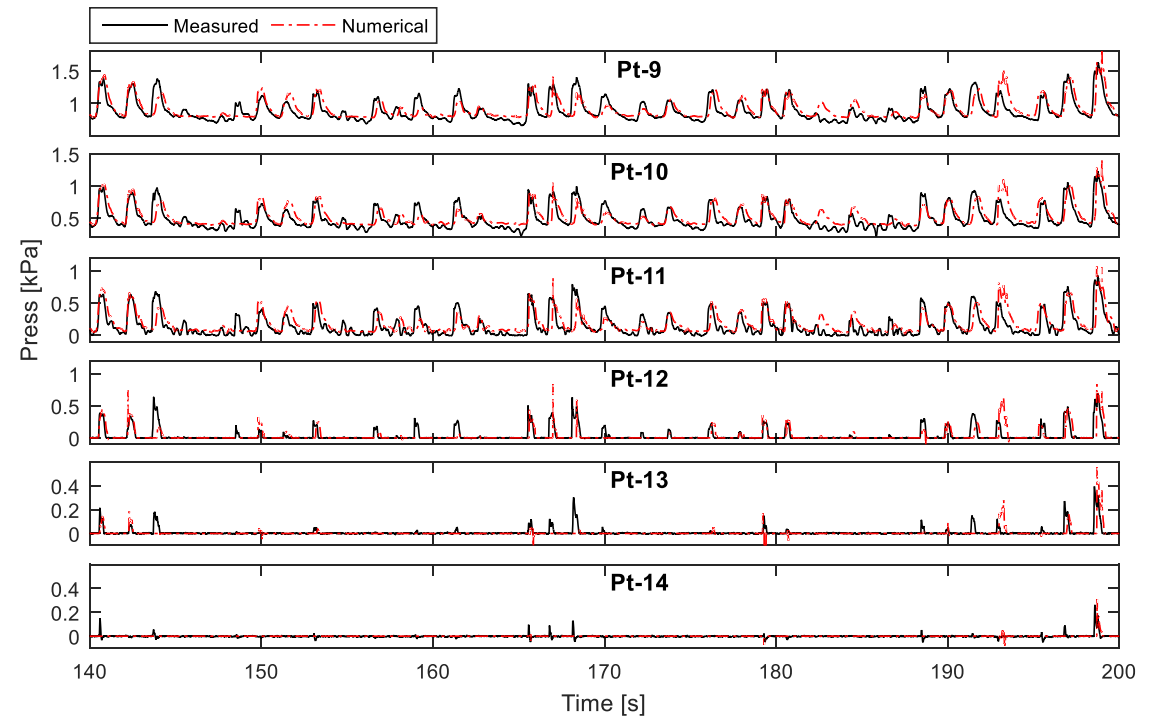 Measured Numerical
Pt-9
1.5
1
Pt-10
1.5
1
0.5
Pt-11
1
0.5
0
Pt-12
1
0.5
0
Pt-13
0.4
0.2
0
Pt-14
0.4
0.2
0
140 150 160 170 180 190 200
Time [s]
Press [kPa]